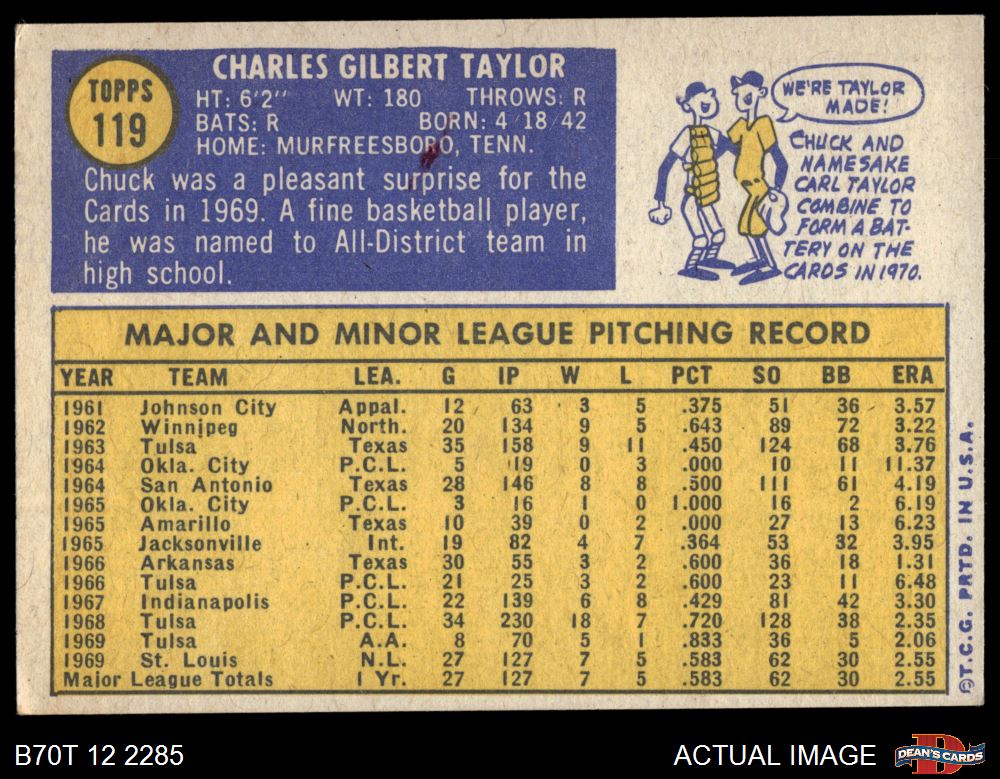 TOPPS
119
CHARLES GILBERT TAYLOR
HT: 6'2" WT: 180 THROWS: R
BATS: R BORN: 4 18 42
HOME: MURFREESBORO, TENN.
Chuck was a pleasant surprise for the
Cards in 1969. A fine basketball player,
he was named to All-District team in
high school.
WE'RE TAYLOR
MADE!
CHUCK AND
NAMESAKE
CARL TAYLOR
COMBINE TO
FORM A BAT-
TERY ON THE
CARDS IN 1970.
MAJOR AND MINOR LEAGUE PITCHING RECORD
YEAR TEAM LEA. G IP W L PCT SO BB ERA
1961 Johnson City Appal. 12 63 3 5 .375 51 36 3.57
1962 Winnipeg North. 20 134 9 5 .643 89 72 3.22
1963 Tulsa Texas 35 158 9 11 .450 124 68 3.76
1964 Okla. City P.C.L. 5 19 0 3 .000 10 11 11.37
1964 San Antonio Texas 28 146 8 8 .500 111 61 4.19
1965 Okla. City P.C.L. 3 16 1 0 1.000 16 2 6.19
1965 Amarillo Texas 10 39 0 2 .000 27 13 6.23
1965 Jacksonville Int. 19 82 4 7 .364 53 32 3.95
1966 Arkansas Texas 30 55 3 2 .600 36 18 1.31
1966 Tulsa P.C.L. 21 25 3 2 .600 23 11 6.48
1967 Indianapolis P.C.L. 22 139 6 8 .429 81 42 3.30
1968 Tulsa P.C.L. 34 230 18 7 .720 128 38 2.35
1969 Tulsa A.A. 8 70 5 1 .833 36 5 2.06
1969 St. Louis N.L. 27 127 7 5 .583 62 30 2.55
Major League Totals 1 Yr. 27 127 7 5 .583 62 30 2.55
©T.C.G. PRTD. IN U.S.A.
B70T 12 2285
ACTUAL IMAGE
DEAN'S CARDS